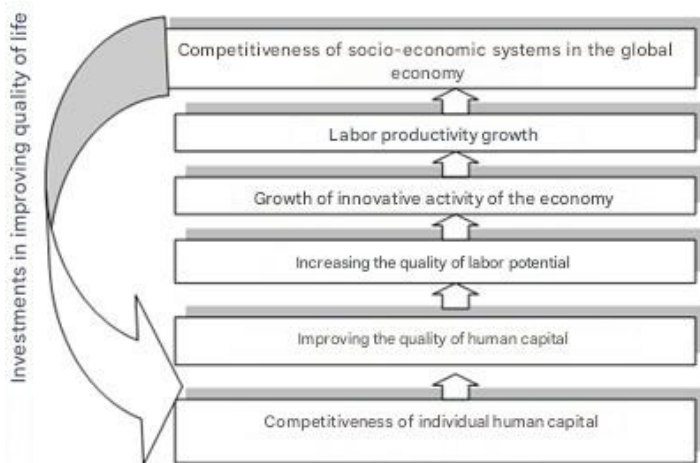 Investments in improving quality of life
Competitiveness of socio-economic systems in the global
economy
Labor productivity growth
Growth of innovative activity of the economy
Increasing the quality of labor potential
Improving the quality of human capital
Competitiveness of individual human capital